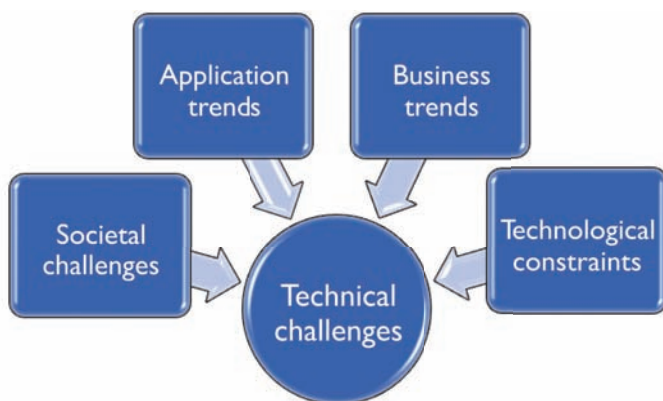 Application
trends
Business
trends
Societal
challenges
Technological
constraints
Technical
challenges